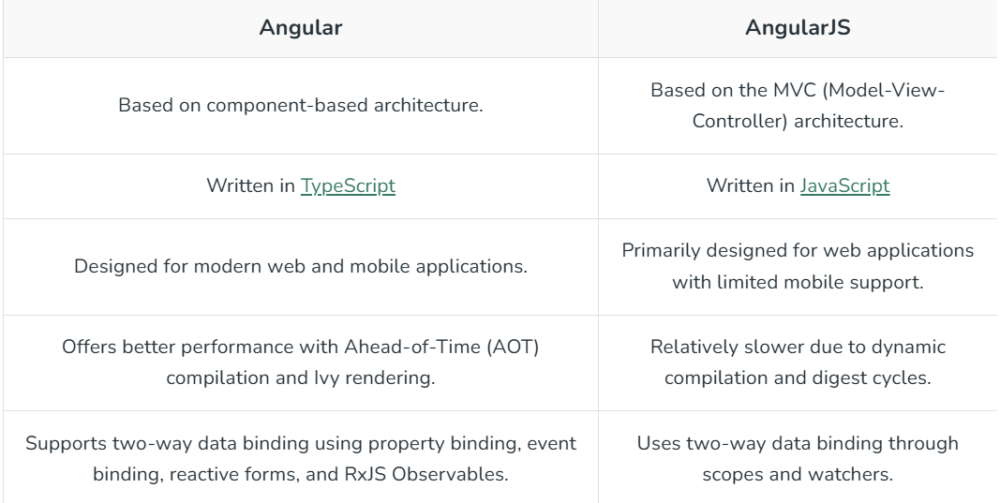 Angular
AngularJS
Based on component-based architecture.
Based on the MVC (Model-View-
Controller) architecture.
Written in TypeScript
Written in JavaScript
Designed for modern web and mobile applications.
Primarily designed for web applications
with limited mobile support.
Offers better performance with Ahead-of-Time (AOT)
compilation and Ivy rendering.
Relatively slower due to dynamic
compilation and digest cycles.
Supports two-way data binding using property binding, event
binding, reactive forms, and RxJS Observables.
Uses two-way data binding through
scopes and watchers.